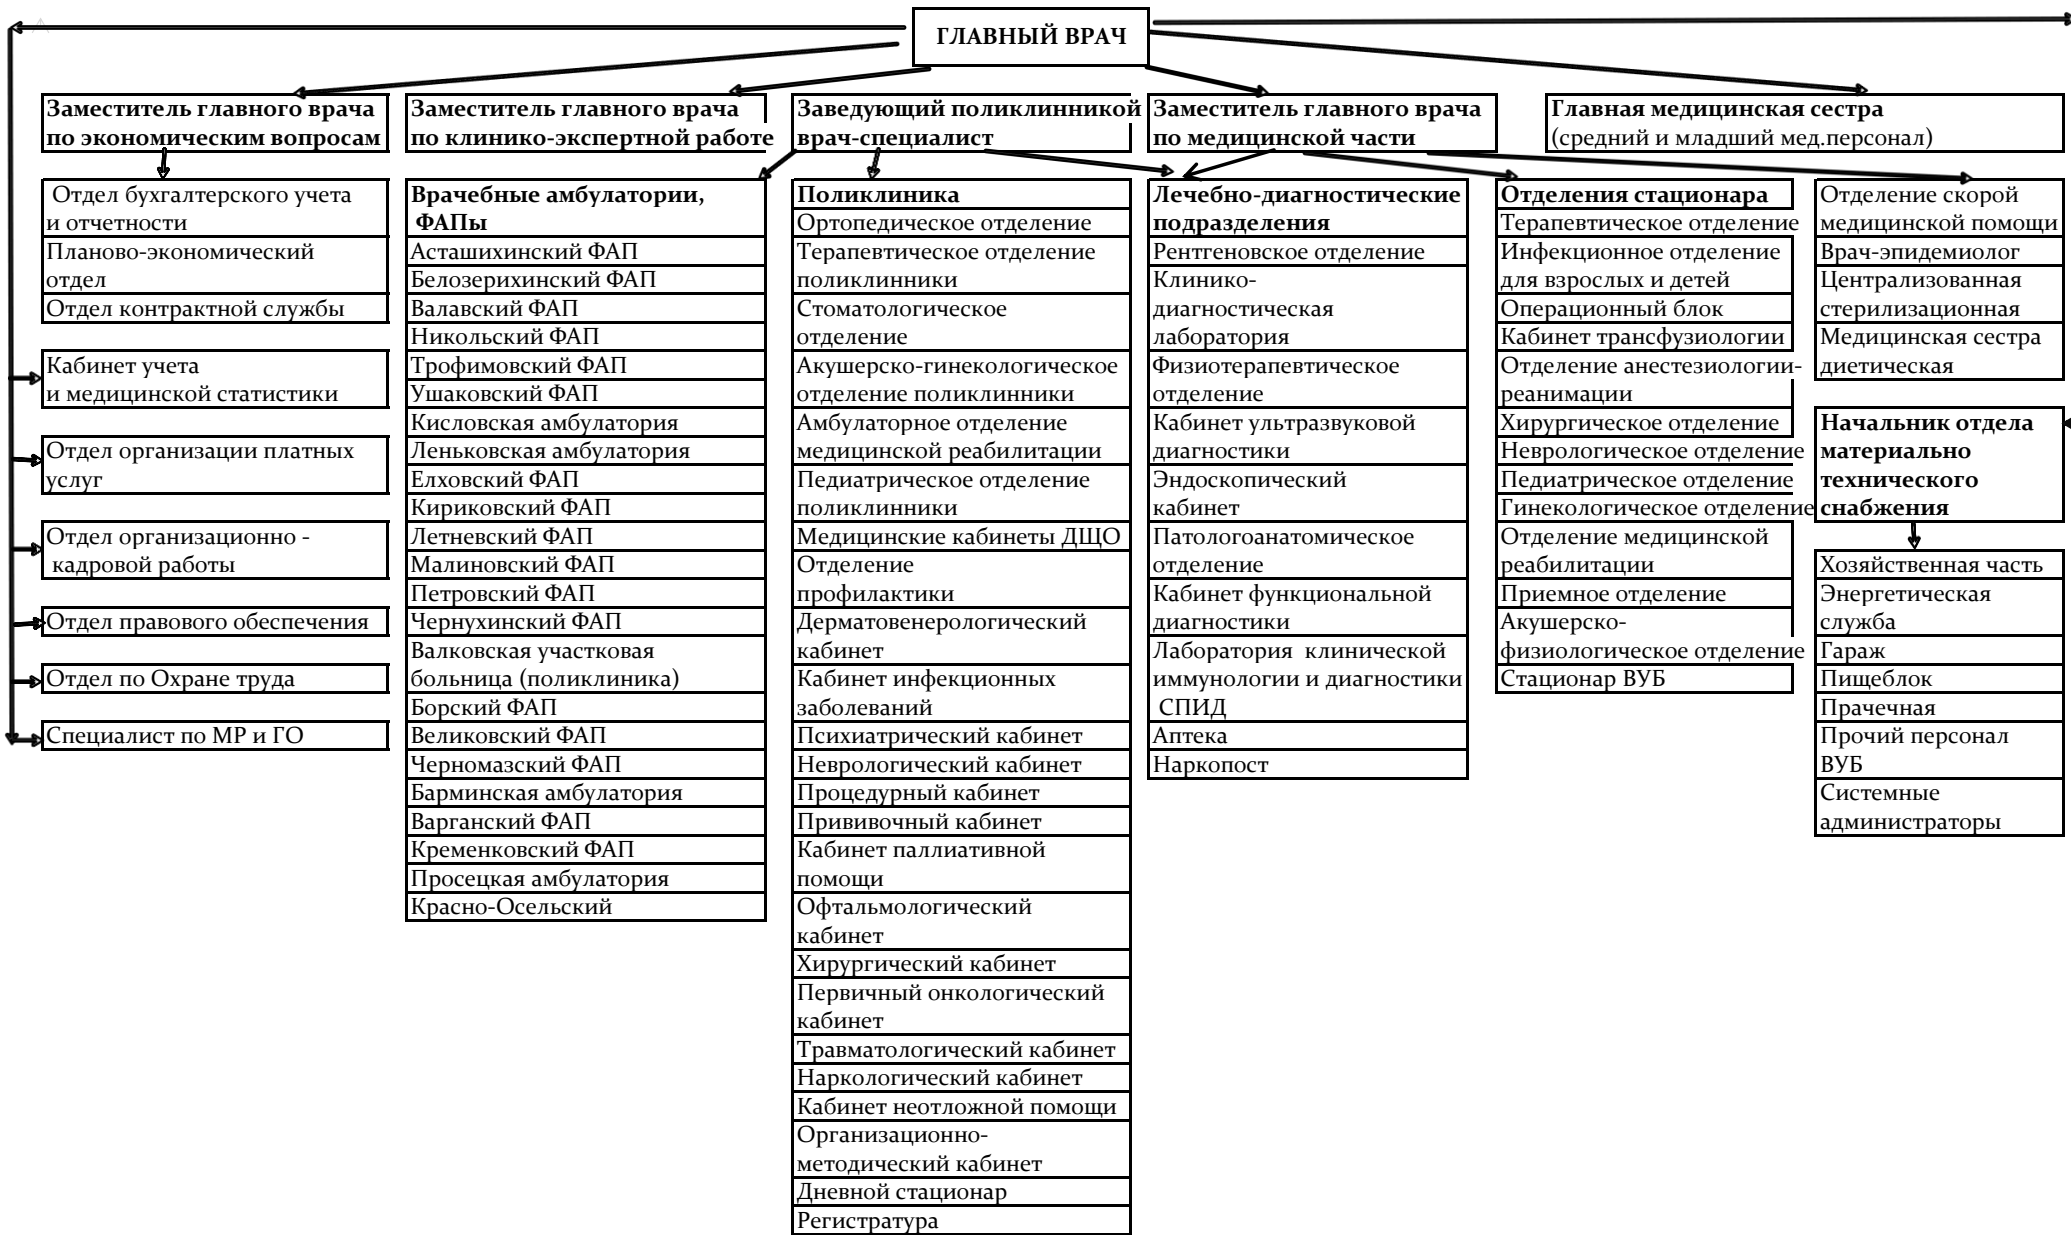 ГЛАВНЫЙ ВРАЧ
Заместитель главного врача
по экономическим вопросам
Заместитель главного врача
по клинико-экспертной работе
Заведующий поликлинникой
врач-специалист
Заместитель главного врача
по медицинской части
Главная медицинская сестра
(средний и младший мед.персонал)
Отдел бухгалтерского учета
и отчетности
Планово-экономический
отдел
Отдел контрактной службы
Кабинет учета
и медицинской статистики
Отдел организации платных
услуг
Отдел организационно -
кадровой работы
Отдел правового обеспечения
Отдел по Охране труда
Специалист по МР и ГО
Врачебные амбулатории,
ФАПы
Асташихинский ФАП
Белозерихинский ФАП
Валавский ФАП
Никольский ФАП
Трофимовский ФАП
Ушаковский ФАП
Кисловская амбулатория
Леньковская амбулатория
Елховский ФАП
Кириковский ФАП
Летневский ФАП
Малиновский ФАП
Петровский ФАП
Чернухинский ФАП
Валковская участковая
больница (поликлиника)
Борский ФАП
Великовский ФАП
Черномазский ФАП
Барминская амбулатория
Варганский ФАП
Кременковский ФАП
Просецкая амбулатория
Красно-Осельский
Поликлиника
Ортопедическое отделение
Терапевтическое отделение
поликлинники
Стоматологическое
отделение
Акушерско-гинекологическое
отделение поликлинники
Амбулаторное отделение
медицинской реабилитации
Педиатрическое отделение
поликлинники
Медицинские кабинеты ДЩО
Отделение
профилактики
Дерматовенерологический
кабинет
Кабинет инфекционных
заболеваний
Психиатрический кабинет
Неврологический кабинет
Процедурный кабинет
Прививочный кабинет
Кабинет паллиативной
помощи
Офтальмологический
кабинет
Хирургический кабинет
Первичный онкологический
кабинет
Травматологический кабинет
Наркологический кабинет
Кабинет неотложной помощи
Организационно-
методический кабинет
Дневной стационар
Регистратура
Лечебно-диагностические
подразделения
Рентгеновское отделение
Клинико-
диагностическая
лаборатория
Физиотерапевтическое
отделение
Кабинет ультразвуковой
диагностики
Эндоскопический
кабинет
Патологоанатомическое
отделение
Кабинет функциональной
диагностики
Лаборатория клинической
иммунологии и диагностики
СПИД
Аптека
Наркопост
Отделения стационара
Терапевтическое отделение
Инфекционное отделение
для взрослых и детей
Операционный блок
Кабинет трансфузиологии
Отделение анестезиологии-
реанимации
Хирургическое отделение
Неврологическое отделение
Педиатрическое отделение
Гинекологическое отделение
Отделение медицинской
реабилитации
Приемное отделение
Акушерско-
физиологическое отделение
Стационар ВУБ
Отделение скорой
медицинской помощи
Врач-эпидемиолог
Централизованная
стерилизационная
Медицинская сестра
диетическая
Начальник отдела
материально
технического
снабжения
Хозяйственная часть
Энергетическая
служба
Гараж
Пищеблок
Прачечная
Прочий персонал
ВУБ
Системные
администраторы